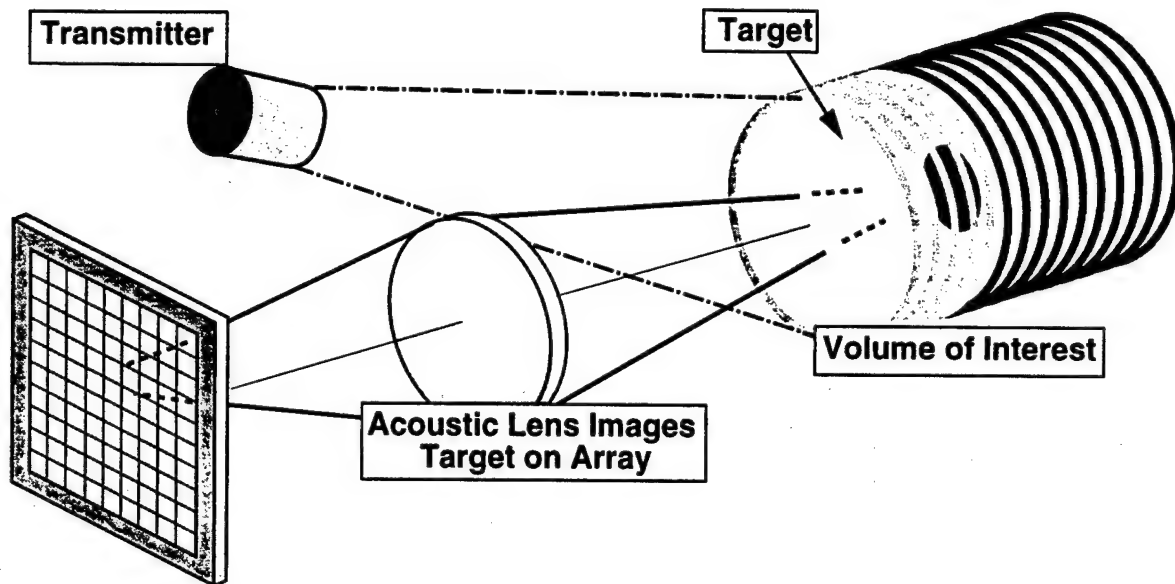 Transmitter
Target
Volume of Interest
Acoustic Lens Images
Target on Array